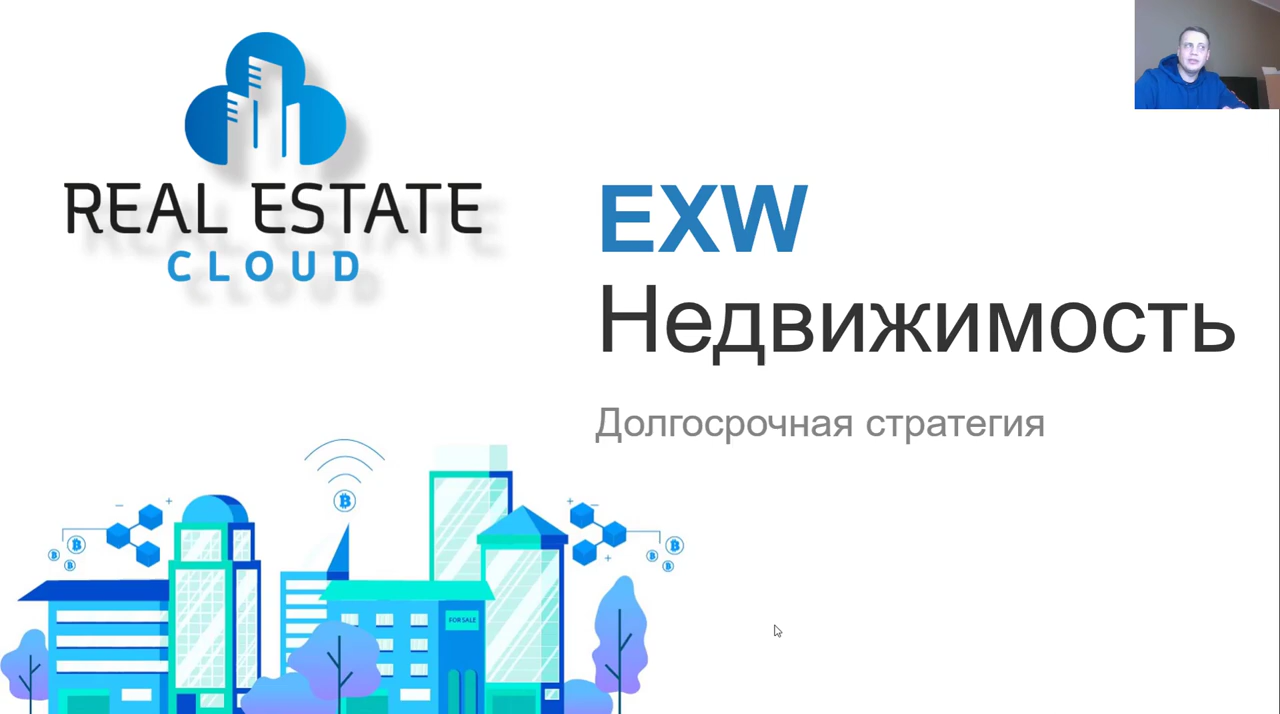 REAL ESTATE
CLOUD
EXW
Недвижимость
Долгосрочная стратегия
FOR SALE